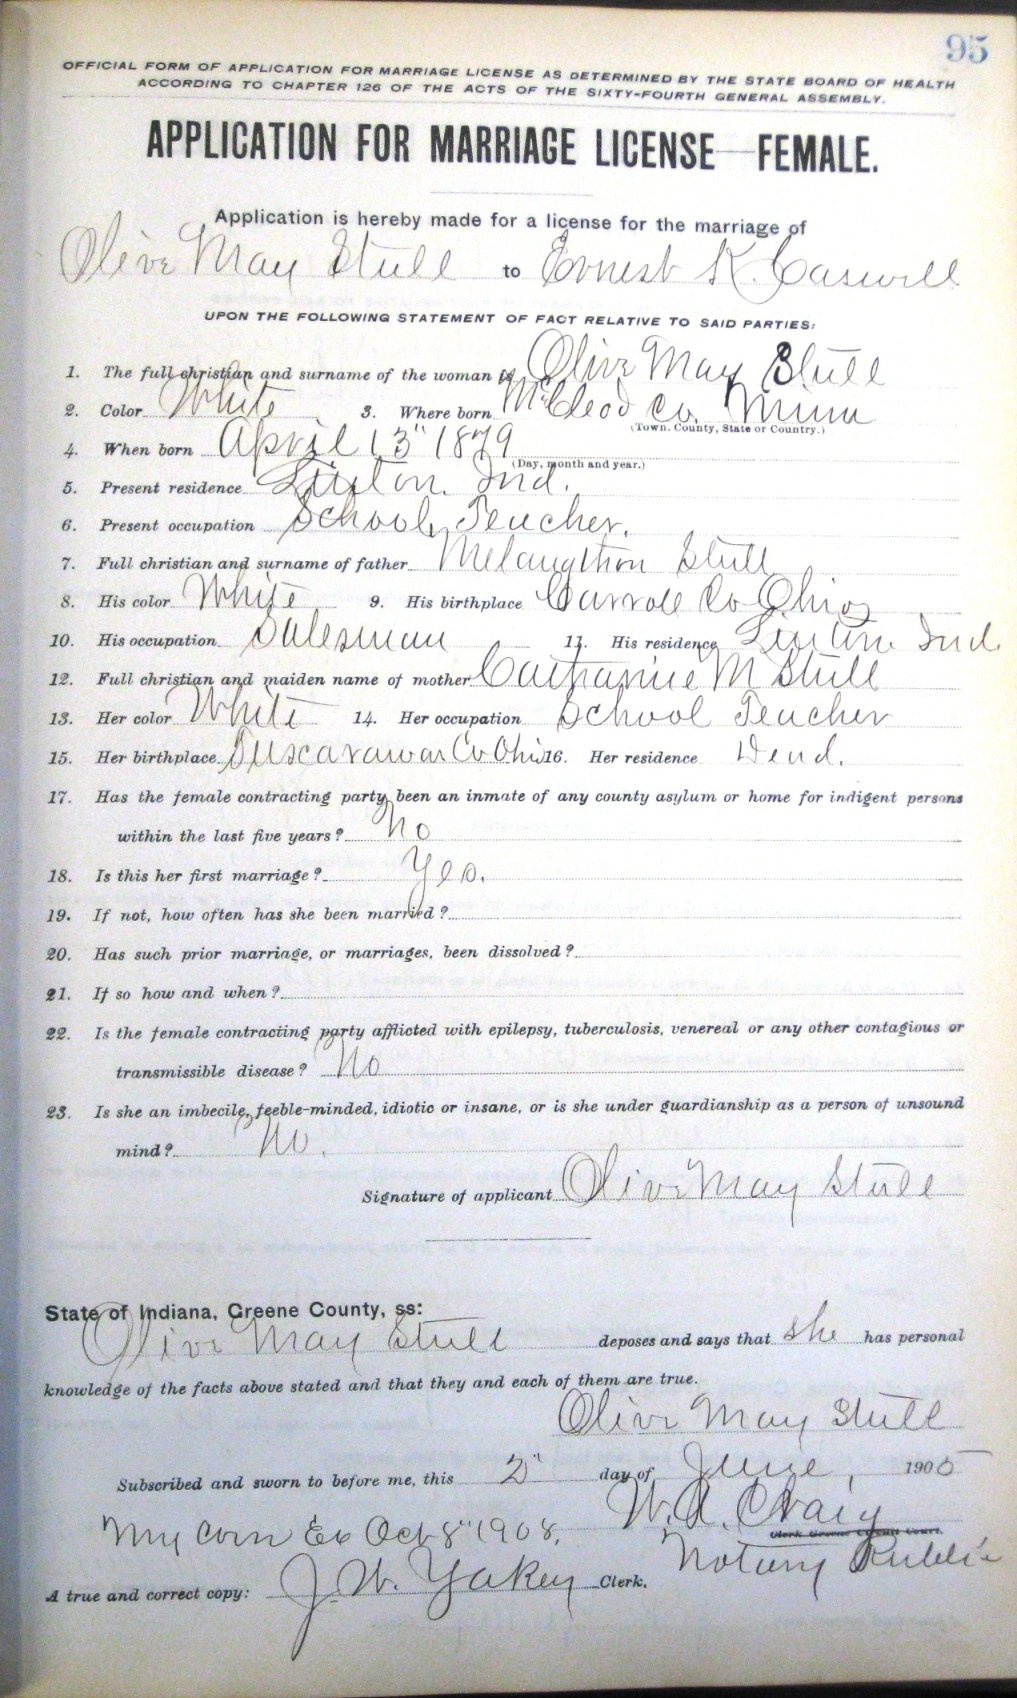 95
OFFICIAL FORM OF APPLICATION FOR MARRIAGE LICENSE AS DETERMINED BY THE STATE BOARD OF HEALTH
ACCORDING TO CHAPTER 126 OF THE ACTS OF THE SIXTY-FOURTH GENERAL ASSEMBLY.
APPLICATION FOR MARRIAGE LICENSE—FEMALE.
Application is hereby made for a license for the marriage of
Olive May Stull to Ernest K. Caswell
UPON THE FOLLOWING STATEMENT OF FACT RELATIVE TO SAID PARTIES:
1. The full christian and surname of the woman is Olive May Stull
2. Color White 3. Where born McCleod Co, Minn
(Town, County, State or Country.)
4. When born April 13" 1879
(Day, month and year.)
5. Present residence Linton, Ind.
6. Present occupation School Teacher.
7. Full christian and surname of father Melaugthon Stull
8. His color White 9. His birthplace Carroll Co Ohio
10. His occupation Salesman 11. His residence Linton Ind
12. Full christian and maiden name of mother Catharine M Stull
13. Her color White 14. Her occupation School Teacher
15. Her birthplace Tuscarawas Co Ohio 16. Her residence Dead.
17. Has the female contracting party been an inmate of any county asylum or home for indigent persons
within the last five years? No
18. Is this her first marriage? Yes.
19. If not, how often has she been married?
20. Has such prior marriage, or marriages, been dissolved?
21. If so how and when?
22. Is the female contracting party afflicted with epilepsy, tuberculosis, venereal or any other contagious or
transmissible disease? No
23. Is she an imbecile, feeble-minded, idiotic or insane, or is she under guardianship as a person of unsound
mind? No.
Signature of applicant Olive May Stull
State of Indiana, Greene County, ss:
Olive May Stull deposes and says that she has personal
knowledge of the facts above stated and that they and each of them are true.
Olive May Stull
Subscribed and sworn to before me, this 2" day of June, 1905
W. A. Craig
Clerk Greene Circuit Court.
My Com Ex Oct 8" 1908. Notary Public
A true and correct copy: J. W. Yakey Clerk.